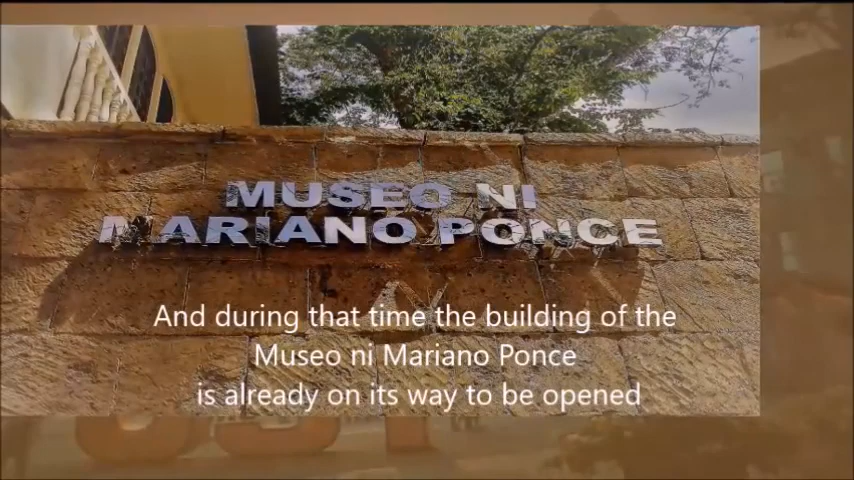 MUSEO NI
MARIANO PONCE
And during that time the building of the
Museo ni Mariano Ponce
is already on its way to be opened